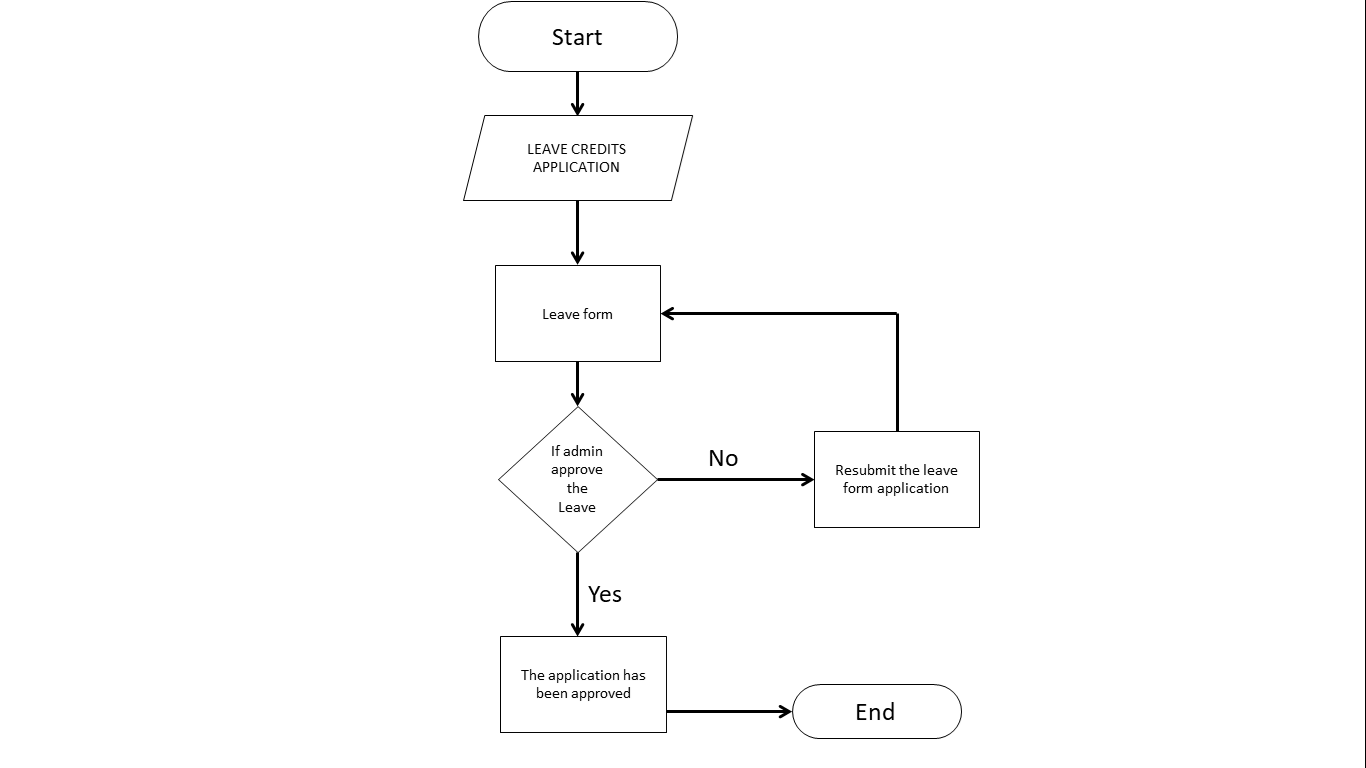 Start
LEAVE CREDITS
APPLICATION
Leave form
If admin
approve
the
Leave
No
Resubmit the leave
form application
Yes
The application has
been approved
End